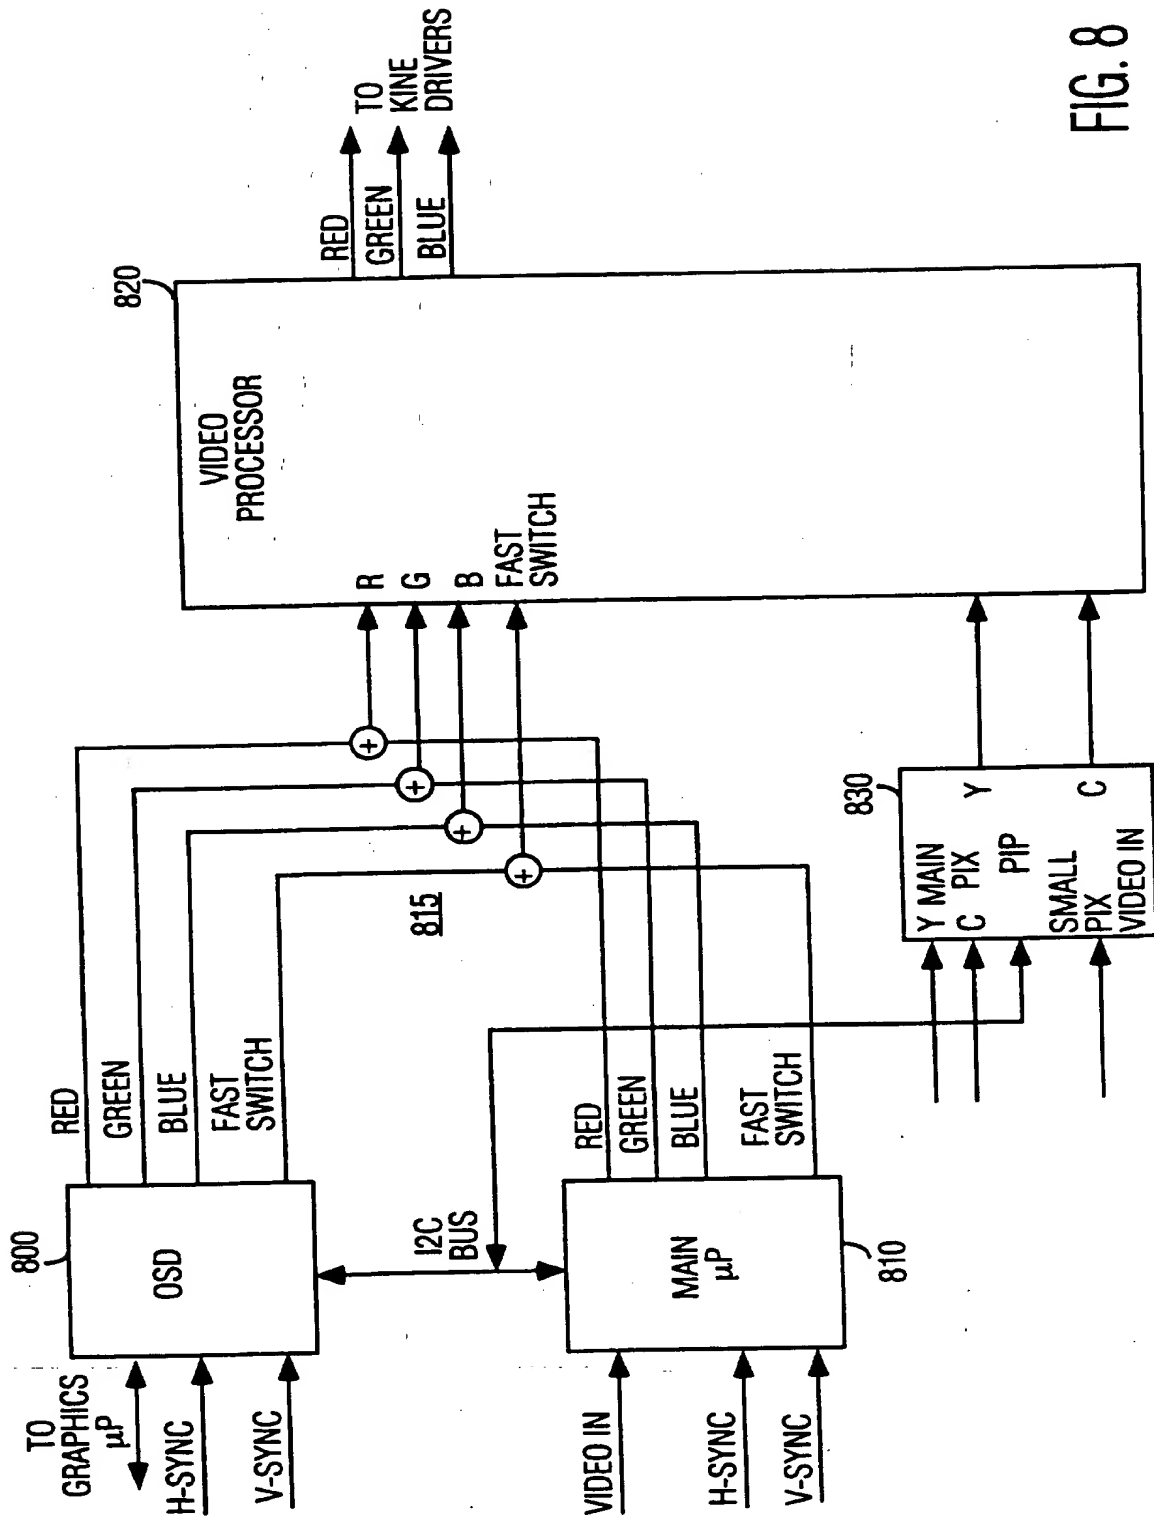 TO
GRAPHICS
µP
H-SYNC
V-SYNC
800
OSD
RED
GREEN
BLUE
FAST
SWITCH
I2C
BUS
VIDEO IN
H-SYNC
V-SYNC
MAIN
µP
810
RED
GREEN
BLUE
FAST
SWITCH
815
+
+
+
+
820
VIDEO
PROCESSOR
R
G
B
FAST
SWITCH
RED
GREEN
BLUE
TO
KINE
DRIVERS
830
Y MAIN
C PIX
Y
PIP
SMALL
PIX
VIDEO IN
C
FIG. 8